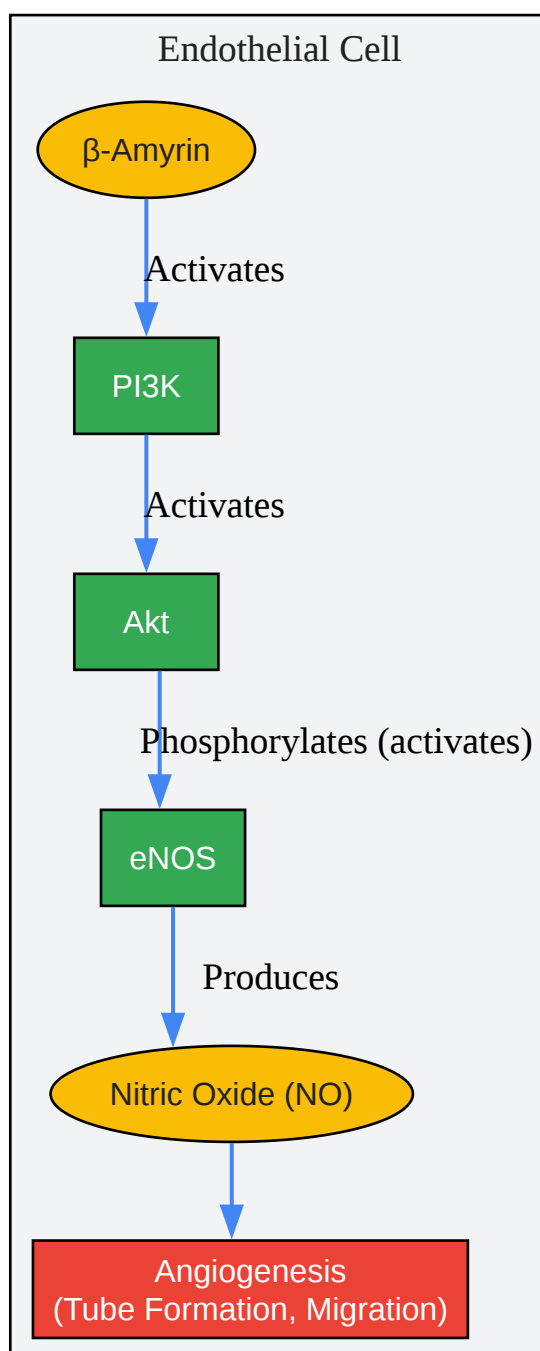 Endothelial Cell
β-Amyrin
Activates
PI3K
Activates
Akt
Phosphorylates (activates)
eNOS
Produces
Nitric Oxide (NO)
Angiogenesis
(Tube Formation, Migration)